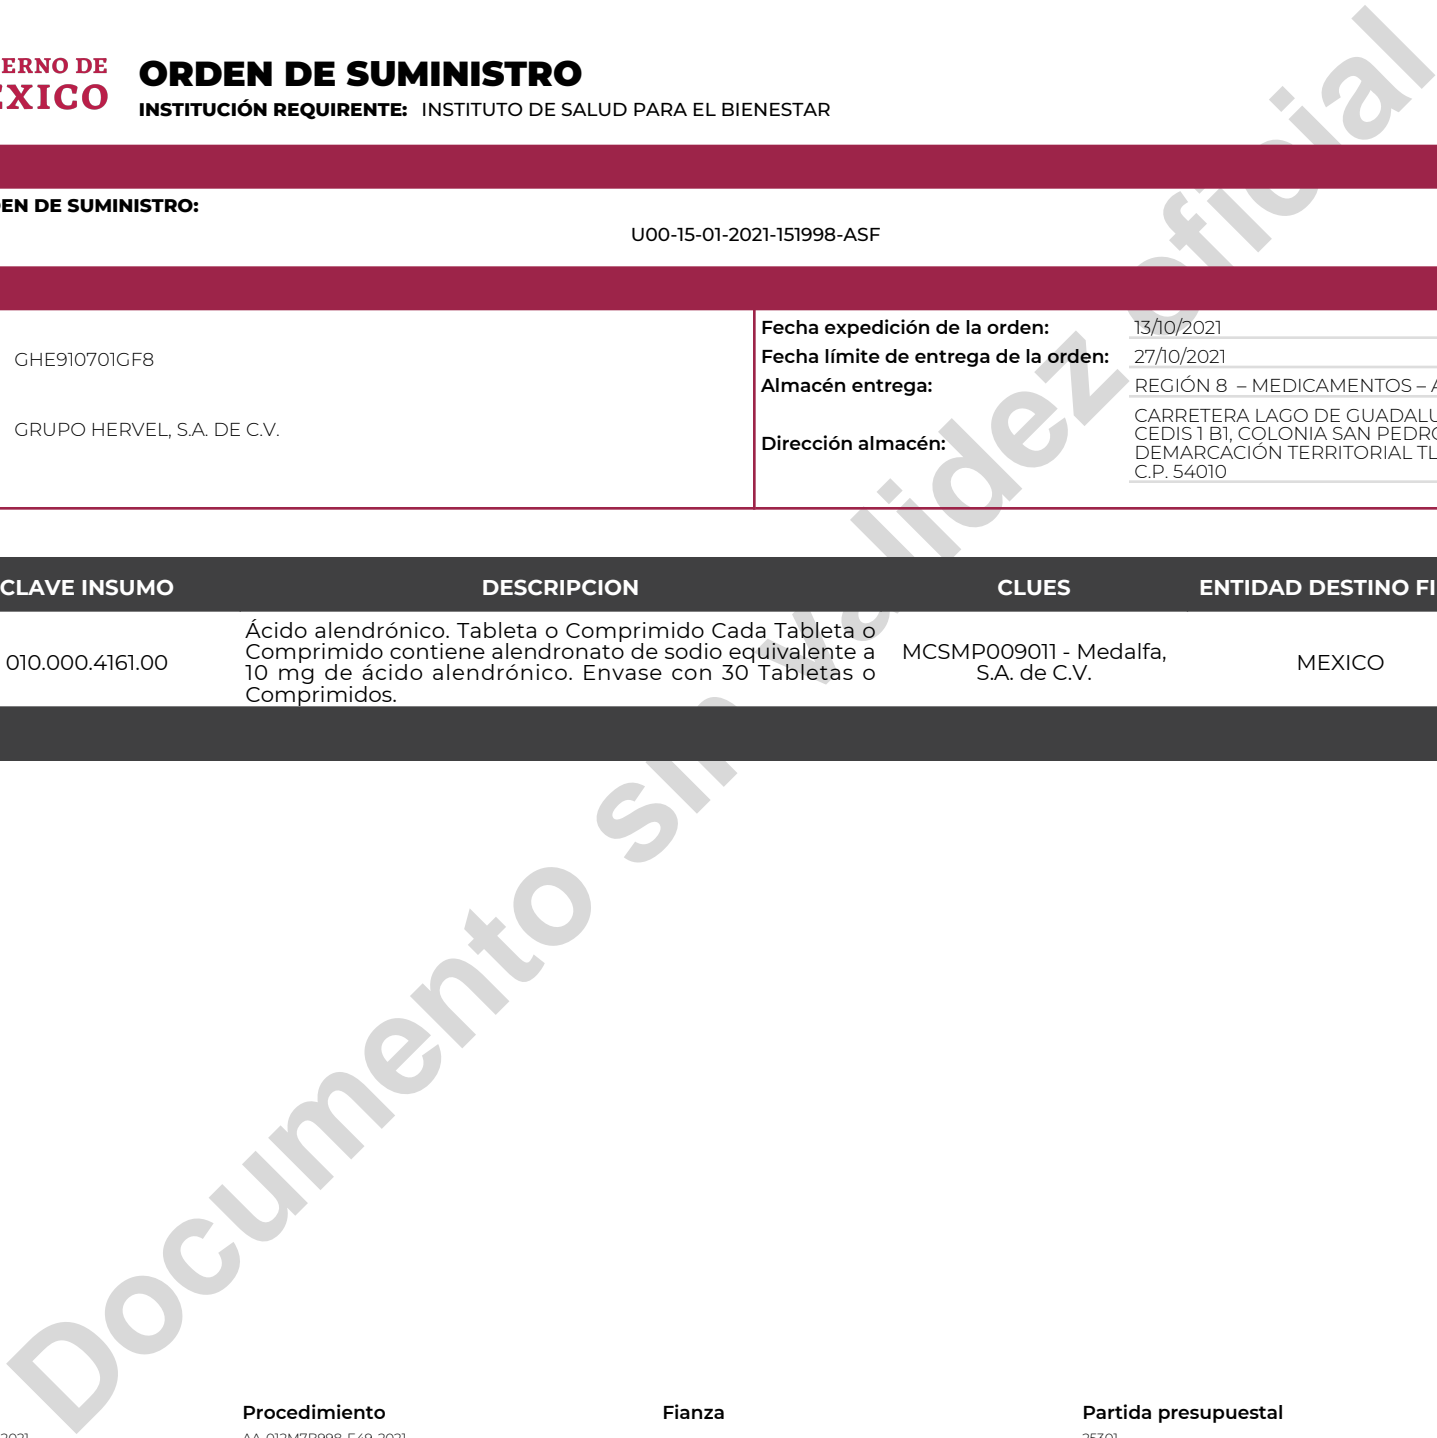 ERNO DE
EXICO
ORDEN DE SUMINISTRO
INSTITUCIÓN REQUIRENTE: INSTITUTO DE SALUD PARA EL BIENESTAR
EN DE SUMINISTRO:
U00-15-01-2021-151998-ASF
GHE910701GF8
GRUPO HERVEL, S.A. DE C.V.
Fecha expedición de la orden: 13/10/2021
Fecha límite de entrega de la orden: 27/10/2021
Almacén entrega: REGIÓN 8 – MEDICAMENTOS – A
Dirección almacén:
CARRETERA LAGO DE GUADALU
CEDIS 1 B1, COLONIA SAN PEDRO
DEMARCACIÓN TERRITORIAL TL
C.P. 54010
CLAVE INSUMO DESCRIPCION CLUES ENTIDAD DESTINO FI
010.000.4161.00
Ácido alendrónico. Tableta o Comprimido Cada Tableta o
Comprimido contiene alendronato de sodio equivalente a
10 mg de ácido alendrónico. Envase con 30 Tabletas o
Comprimidos.
MCSMP009011 - Medalfa,
S.A. de C.V.
MEXICO
Documento sin validez oficial
Procedimiento Fianza Partida presupuestal